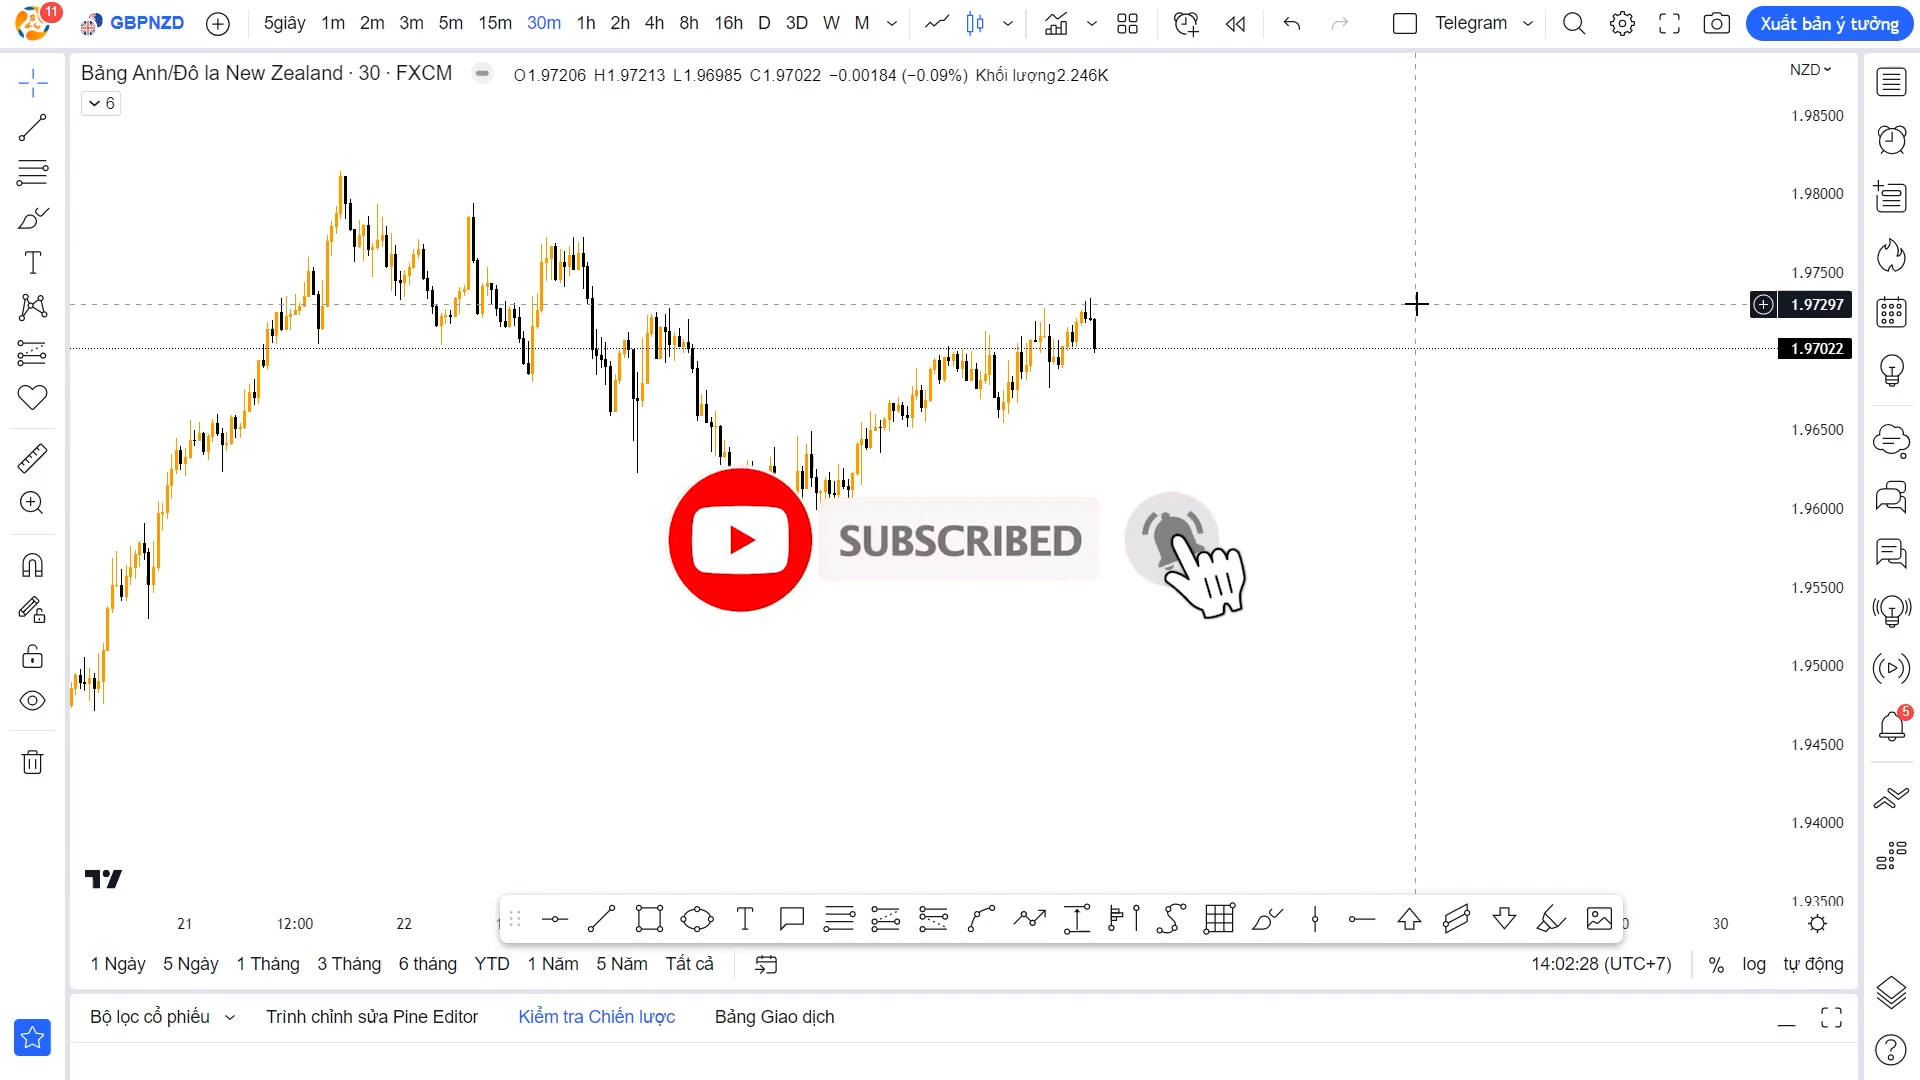 11
GBPNZD
5giây 1m 2m 3m 5m 15m 30m 1h 2h 4h 8h 16h D 3D W M
Telegram
Xuất bản ý tưởng
Bảng Anh/Đô la New Zealand · 30 · FXCM
O1.97206 H1.97213 L1.96985 C1.97022 −0.00184 (−0.09%) Khối lượng2.246K
NZD
6
1.98500
1.98000
1.97500
1.97297
1.97022
1.96500
1.96000
1.95500
1.95000
1.94500
1.94000
1.93500
SUBSCRIBED
5
21 12:00 22 30
1 Ngày 5 Ngày 1 Tháng 3 Tháng 6 tháng YTD 1 Năm 5 Năm Tất cả
14:02:28 (UTC+7) % log tự động
Bộ lọc cổ phiếu Trình chỉnh sửa Pine Editor Kiểm tra Chiến lược Bảng Giao dịch